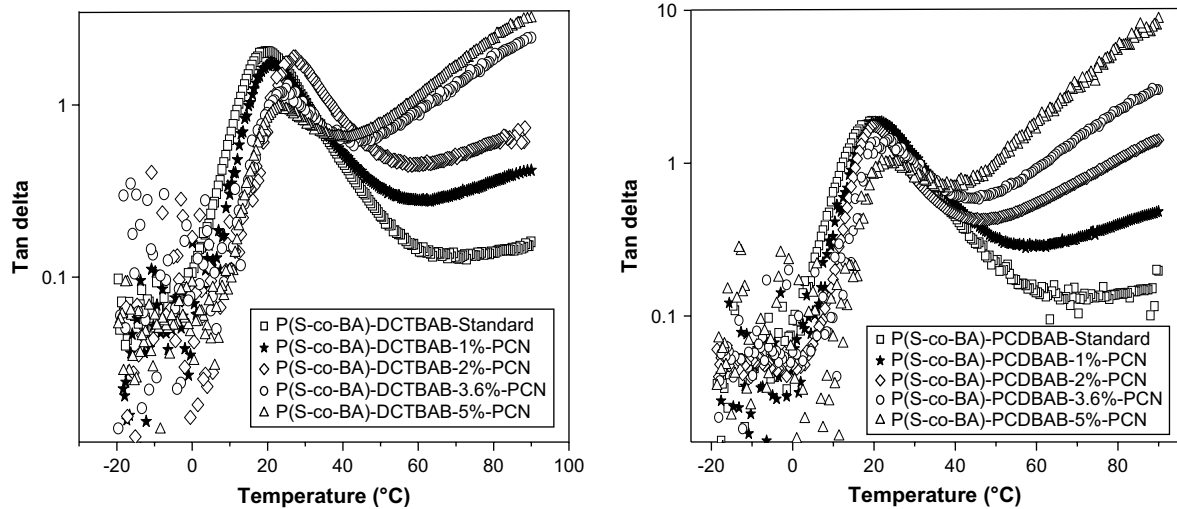 Tan delta
1
0.1
□ P(S-co-BA)-DCTBAB-Standard
★ P(S-co-BA)-DCTBAB-1%-PCN
◇ P(S-co-BA)-DCTBAB-2%-PCN
○ P(S-co-BA)-DCTBAB-3.6%-PCN
△ P(S-co-BA)-DCTBAB-5%-PCN
-20 0 20 40 60 80 100
Temperature (°C)
Tan delta
10
1
0.1
□ P(S-co-BA)-PCDBAB-Standard
★ P(S-co-BA)-PCDBAB-1%-PCN
◇ P(S-co-BA)-PCDBAB-2%-PCN
○ P(S-co-BA)-PCDBAB-3.6%PCN
△ P(S-co-BA)-PCDBAB-5%-PCN
-20 0 20 40 60 80
Temperature (°C)